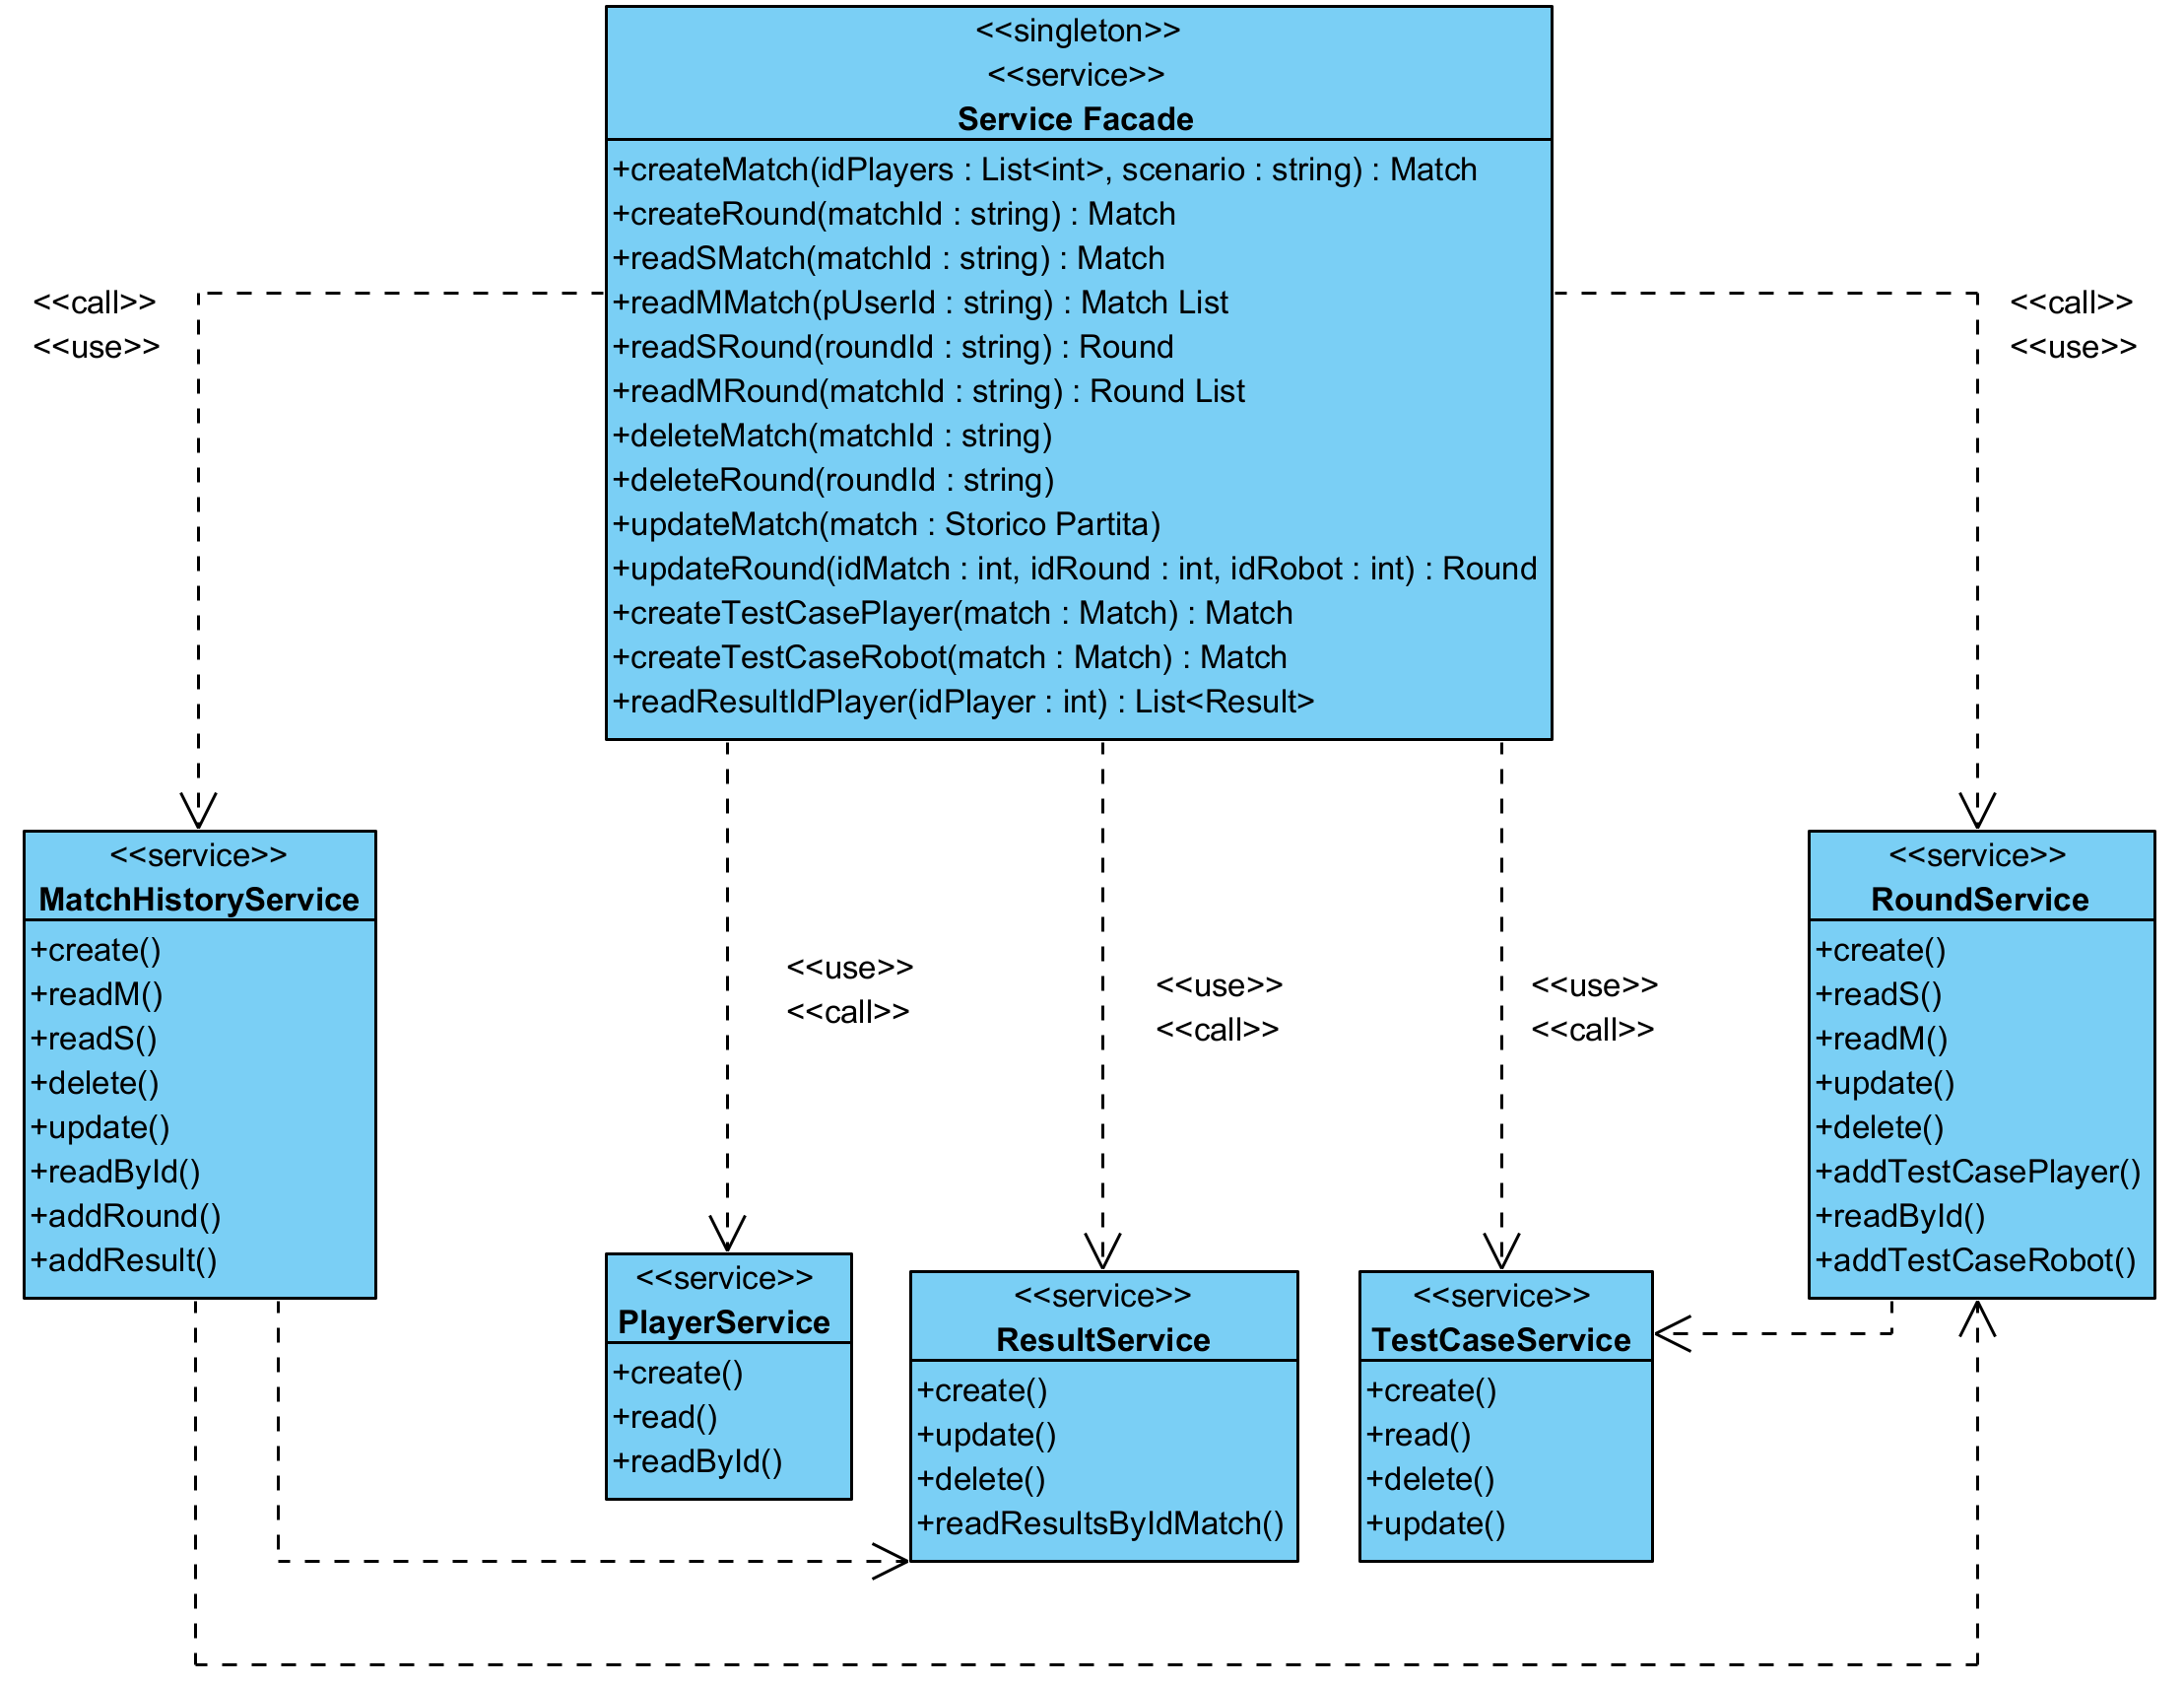 <<singleton>>
<<service>>
Service Facade
+createMatch(idPlayers : List<int>, scenario : string) : Match
+createRound(matchId : string) : Match
+readSMatch(matchId : string) : Match
+readMMatch(pUserId : string) : Match List
+readSRound(roundId : string) : Round
+readMRound(matchId : string) : Round List
+deleteMatch(matchId : string)
+deleteRound(roundId : string)
+updateMatch(match : Storico Partita)
+updateRound(idMatch : int, idRound : int, idRobot : int) : Round
+createTestCasePlayer(match : Match) : Match
+createTestCaseRobot(match : Match) : Match
+readResultIdPlayer(idPlayer : int) : List<Result>
<<call>>
<<use>>
<<call>>
<<use>>
<<service>>
MatchHistoryService
+create()
+readM()
+readS()
+delete()
+update()
+readById()
+addRound()
+addResult()
<<use>>
<<call>>
<<use>>
<<call>>
<<use>>
<<call>>
<<service>>
RoundService
+create()
+readS()
+readM()
+update()
+delete()
+addTestCasePlayer()
+readById()
+addTestCaseRobot()
<<service>>
PlayerService
+create()
+read()
+readById()
<<service>>
ResultService
+create()
+update()
+delete()
+readResultsByIdMatch()
<<service>>
TestCaseService
+create()
+read()
+delete()
+update()